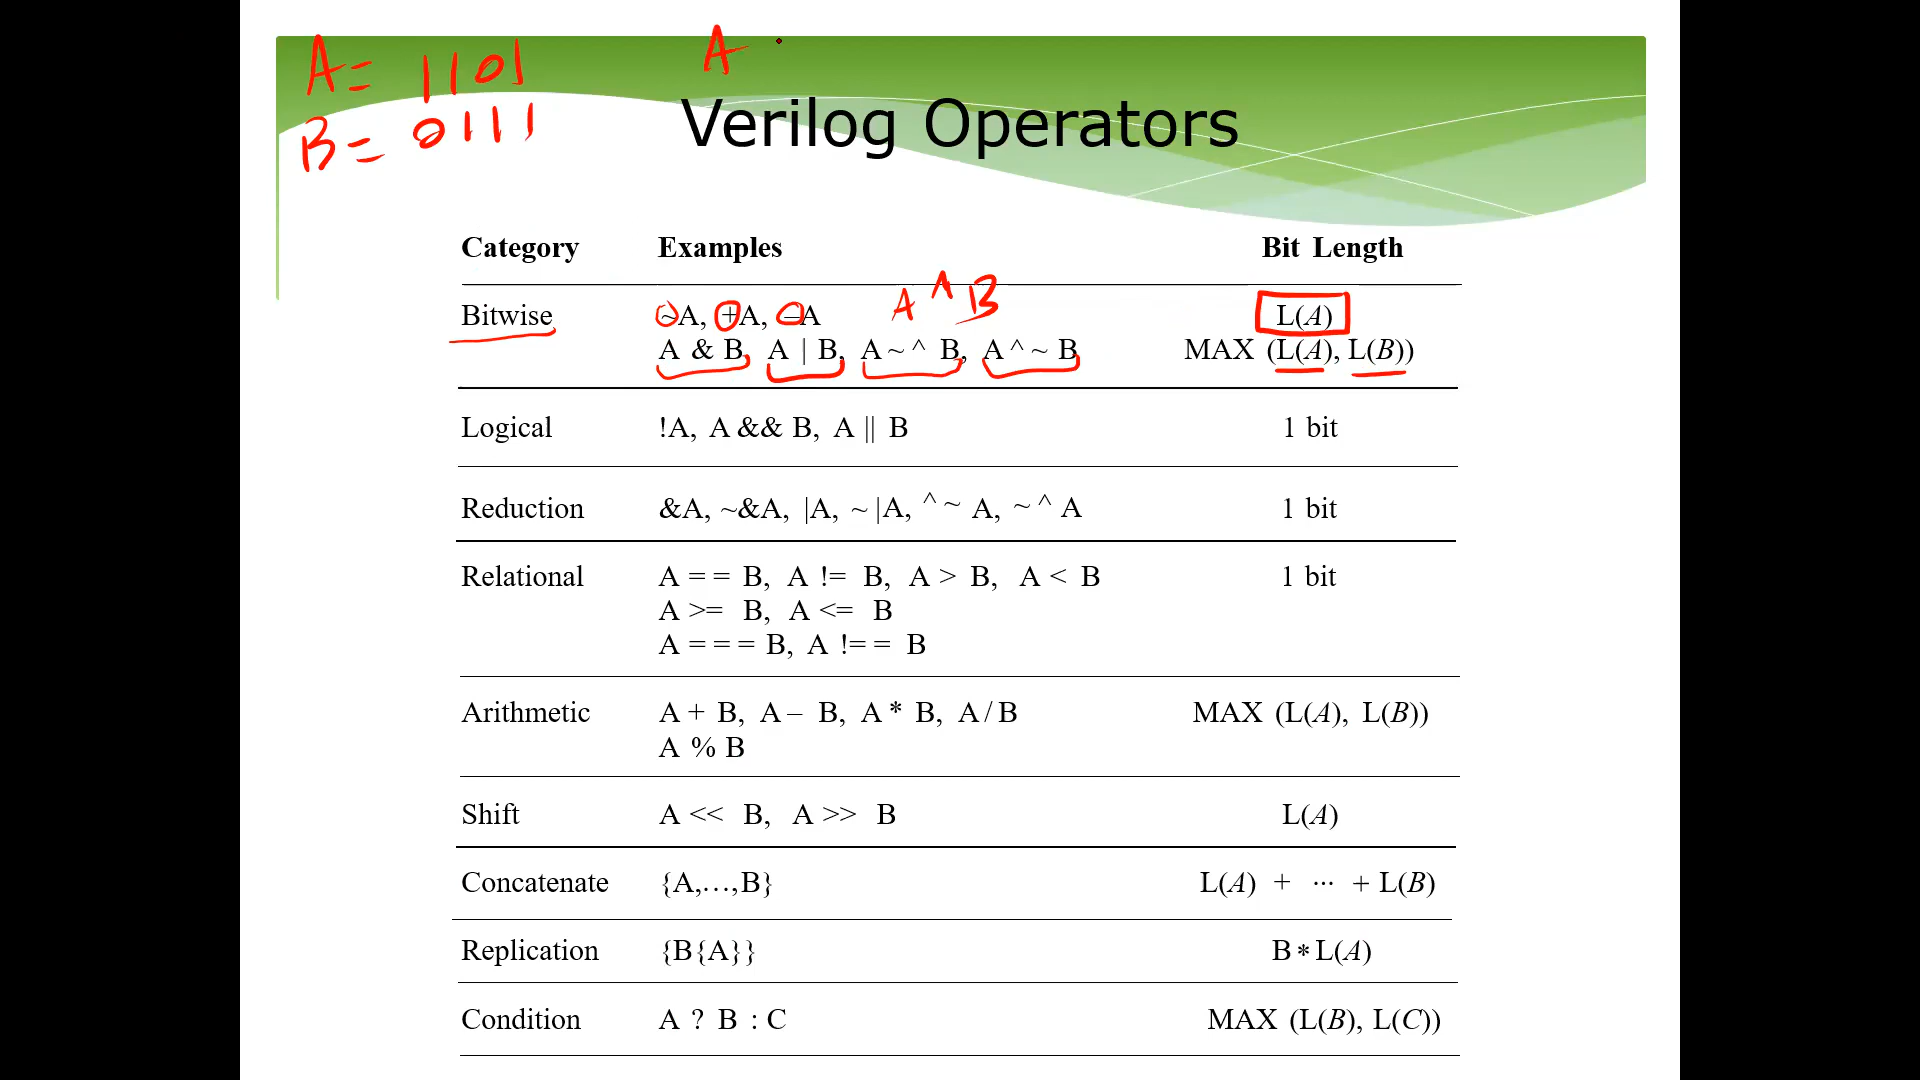 A= 1101 A
B= 0111
Verilog Operators
Category Examples Bit Length
A ^ B
Bitwise ~A, +A, –A L(A)
A & B, A | B, A ~ ^ B, A ^ ~ B MAX (L(A), L(B))
Logical !A, A && B, A || B 1 bit
Reduction &A, ~&A, |A, ~ |A, ^ ~ A, ~ ^ A 1 bit
Relational A = = B, A != B, A > B, A < B 1 bit
A >= B, A <= B
A = = = B, A != = B
Arithmetic A + B, A – B, A * B, A / B MAX (L(A), L(B))
A % B
Shift A << B, A >> B L(A)
Concatenate {A,…,B} L(A) + ··· + L(B)
Replication {B{A}} B * L(A)
Condition A ? B : C MAX (L(B), L(C))